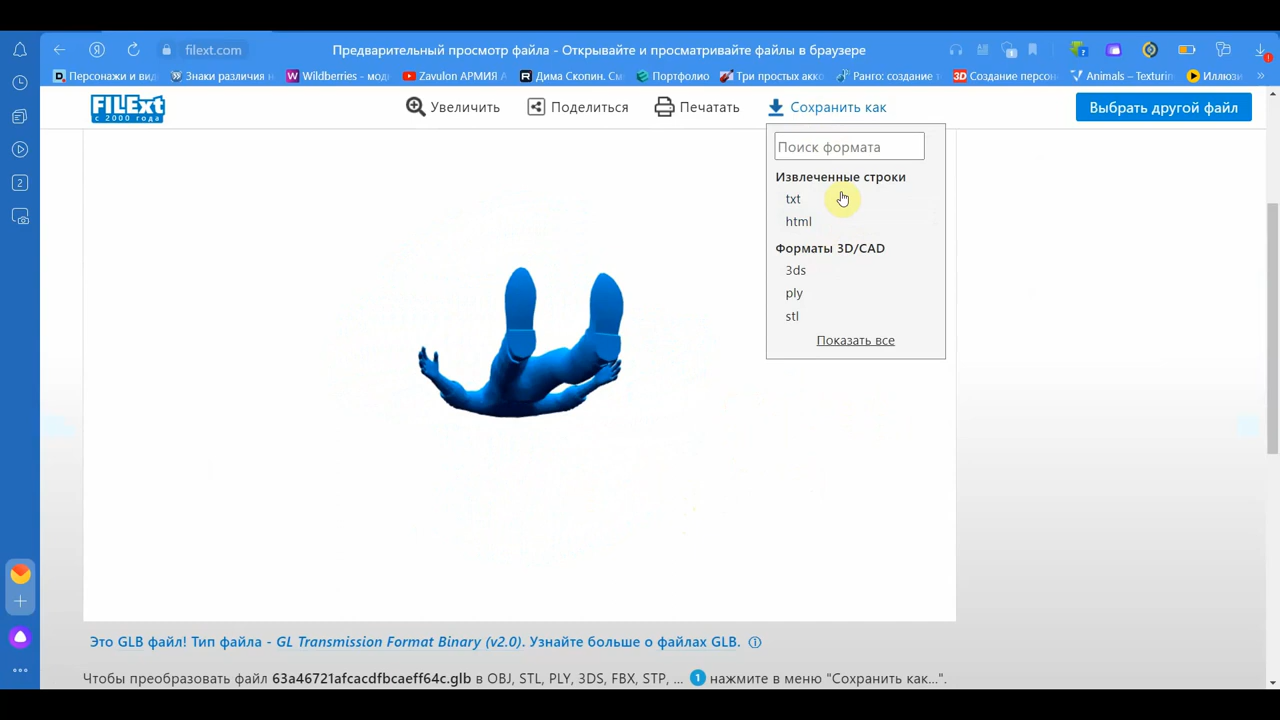 filext.com
Предварительный просмотр файла - Открывайте и просматривайте файлы в браузере
Персонажи и вид
Знаки различия
Wildberries - мод
Zavulon АРМИЯ
Дима Скопин. См
Портфолио
Три простых акко
Ранго: создание
3D Создание персон
Animals – Texturin
Иллюзи
FILExt
с 2000 года
Увеличить
Поделиться
Печатать
Сохранить как
Выбрать другой файл
Поиск формата
Извлеченные строки
txt
html
Форматы 3D/CAD
3ds
ply
stl
Показать все
2
Это GLB файл! Тип файла - GL Transmission Format Binary (v2.0). Узнайте больше о файлах GLB.
Чтобы преобразовать файл 63a46721afcacdfbcaeff64c.glb в OBJ, STL, PLY, 3DS, FBX, STP, ... 1 нажмите в меню "Сохранить как...".